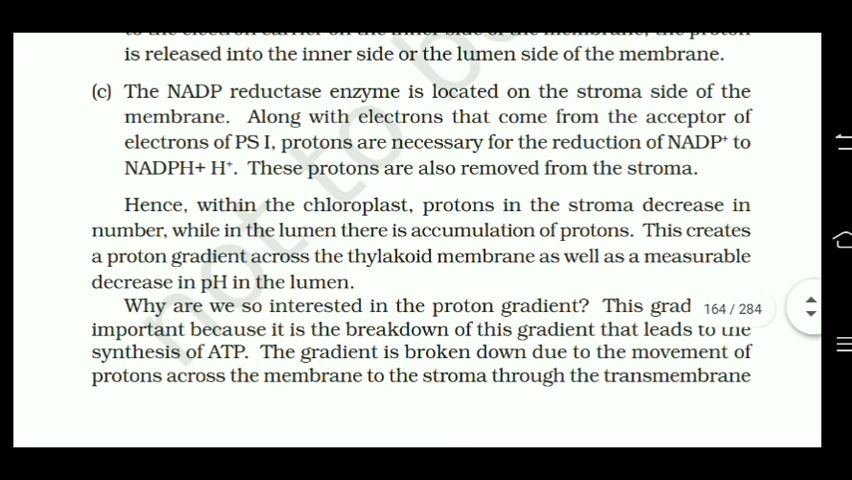 is released into the inner side or the lumen side of the membrane.
(c) The NADP reductase enzyme is located on the stroma side of the
membrane. Along with electrons that come from the acceptor of
electrons of PS I, protons are necessary for the reduction of NADP⁺ to
NADPH+ H⁺. These protons are also removed from the stroma.
Hence, within the chloroplast, protons in the stroma decrease in
number, while in the lumen there is accumulation of protons. This creates
a proton gradient across the thylakoid membrane as well as a measurable
decrease in pH in the lumen.
Why are we so interested in the proton gradient? This grad
164 / 284
important because it is the breakdown of this gradient that leads to the
synthesis of ATP. The gradient is broken down due to the movement of
protons across the membrane to the stroma through the transmembrane
not to b